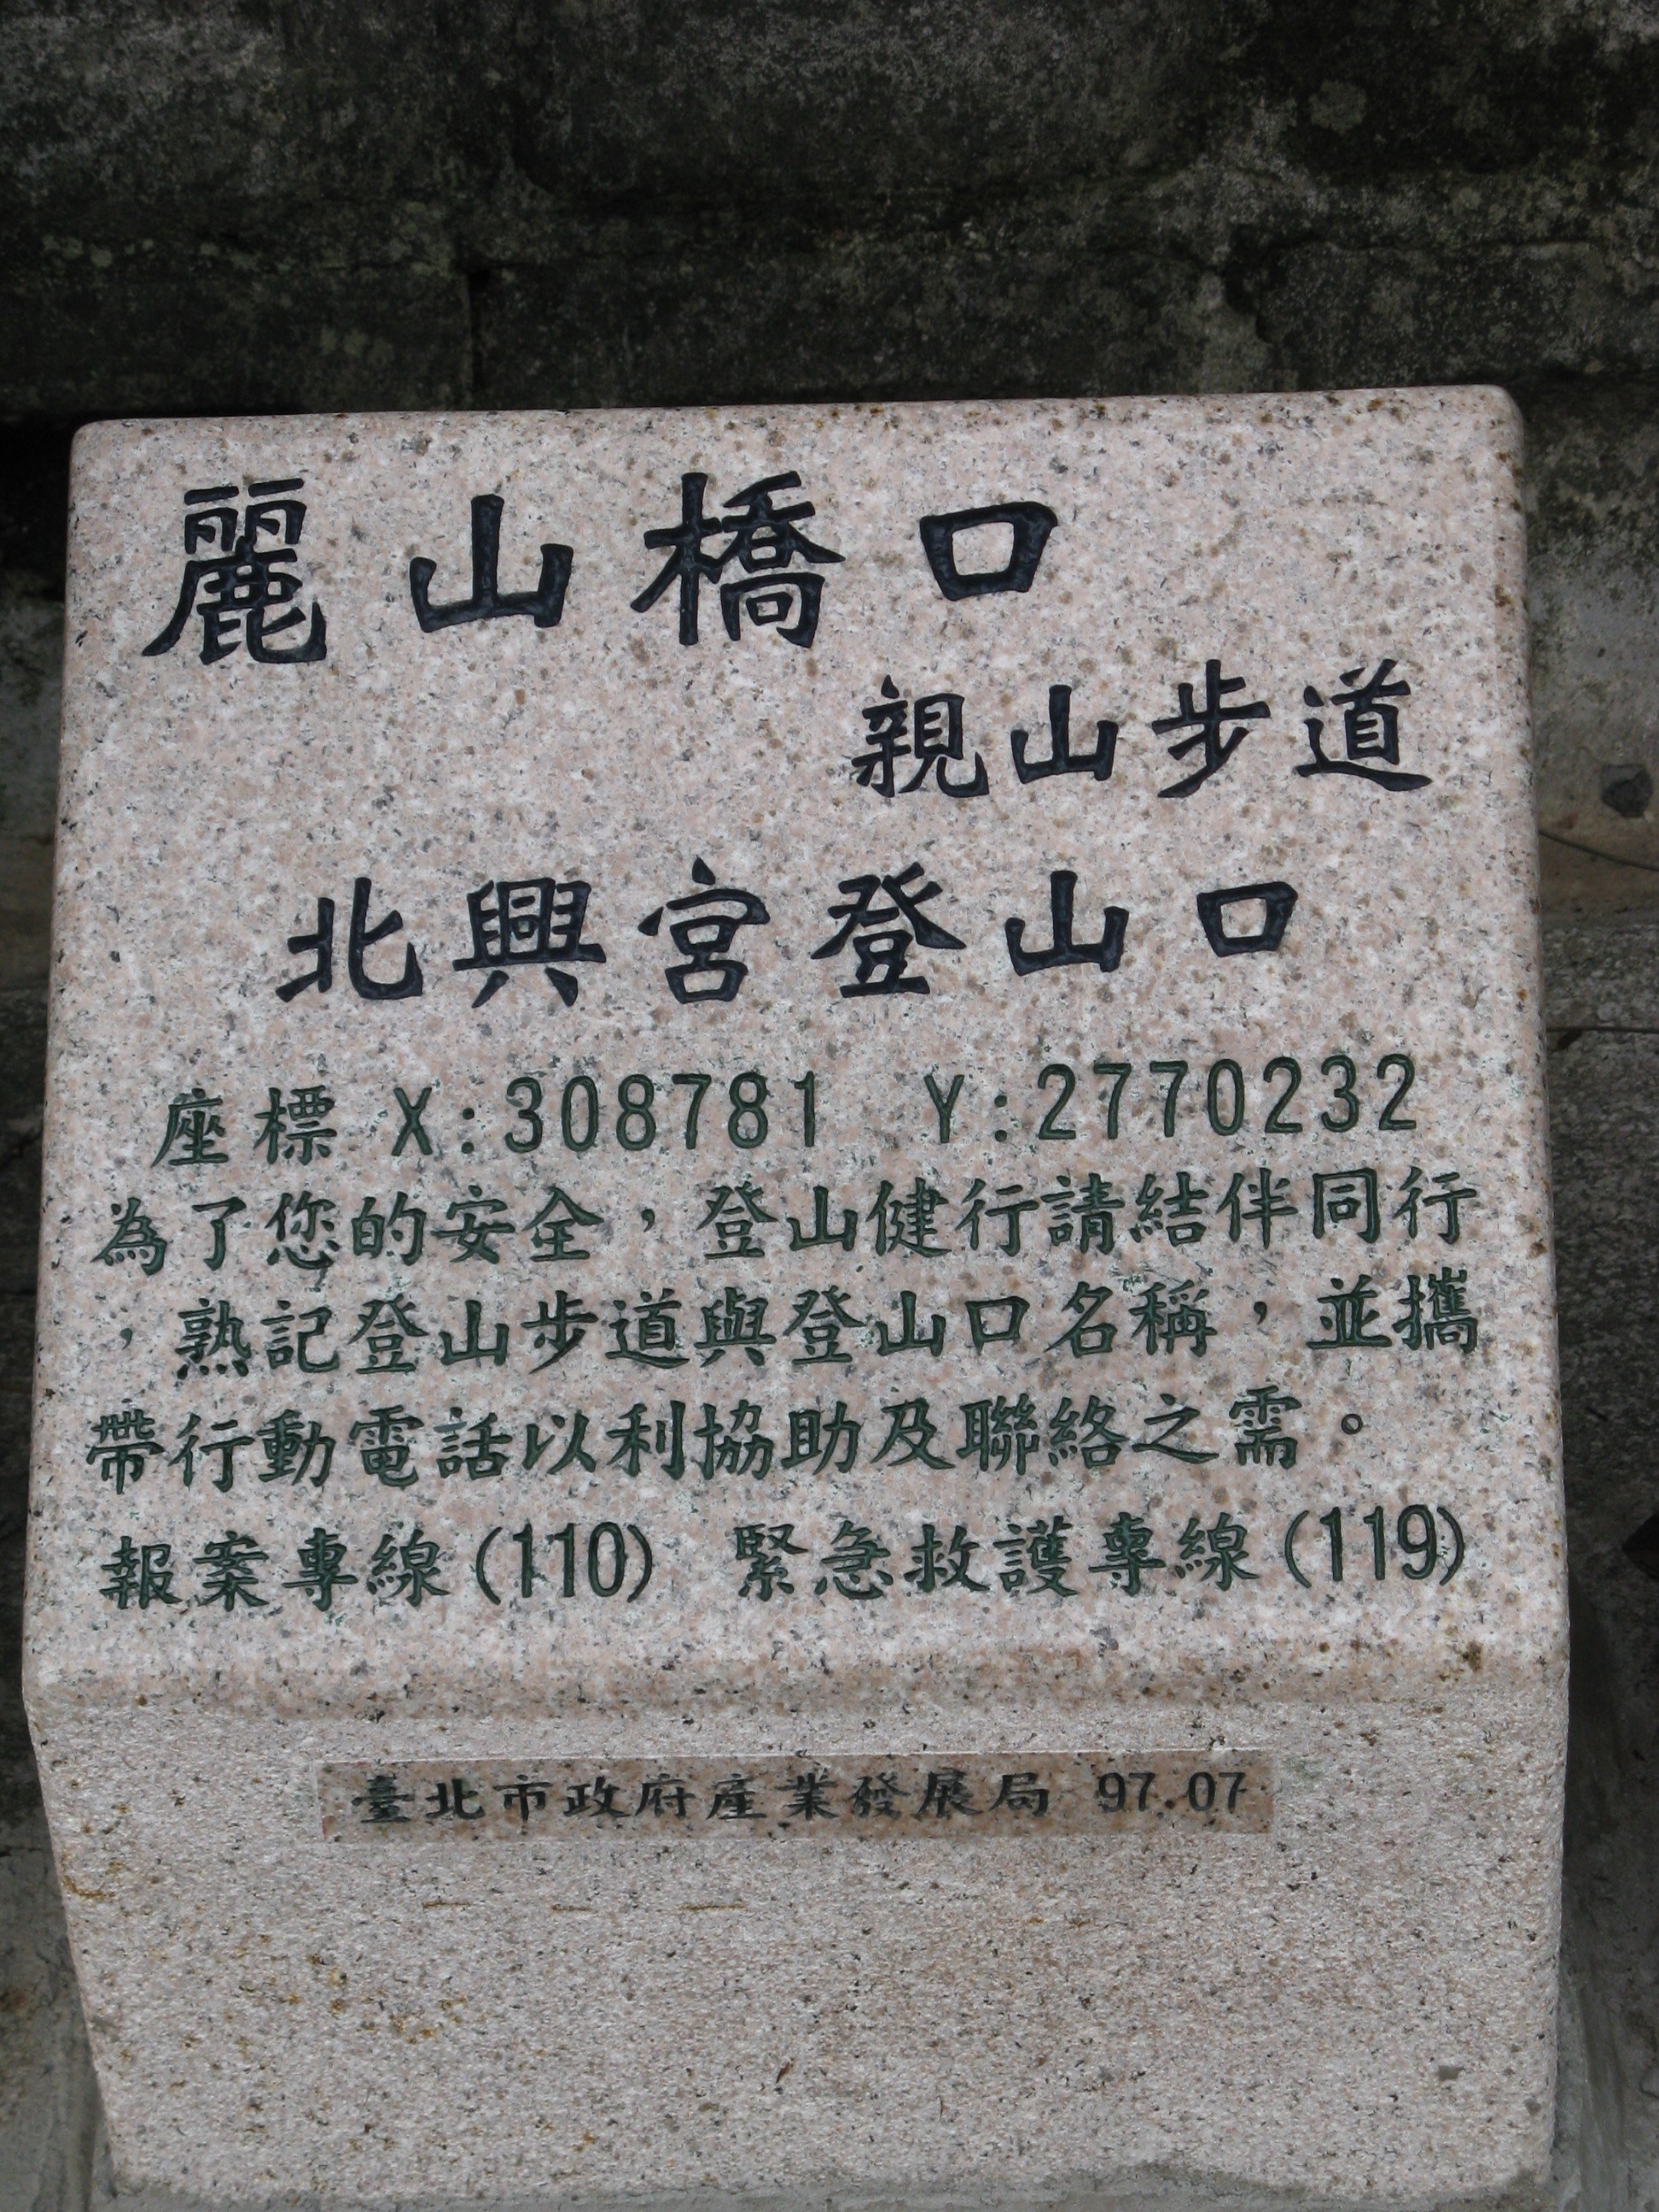 麗山橋口
親山步道
北興宮登山口
座標 X:308781 Y:2770232
為了您的安全，登山健行請結伴同行
，熟記登山步道與登山口名稱，並攜
帶行動電話以利協助及聯絡之需。
報案專線(110) 緊急救護專線(119)
臺北市政府產業發展局 97.07